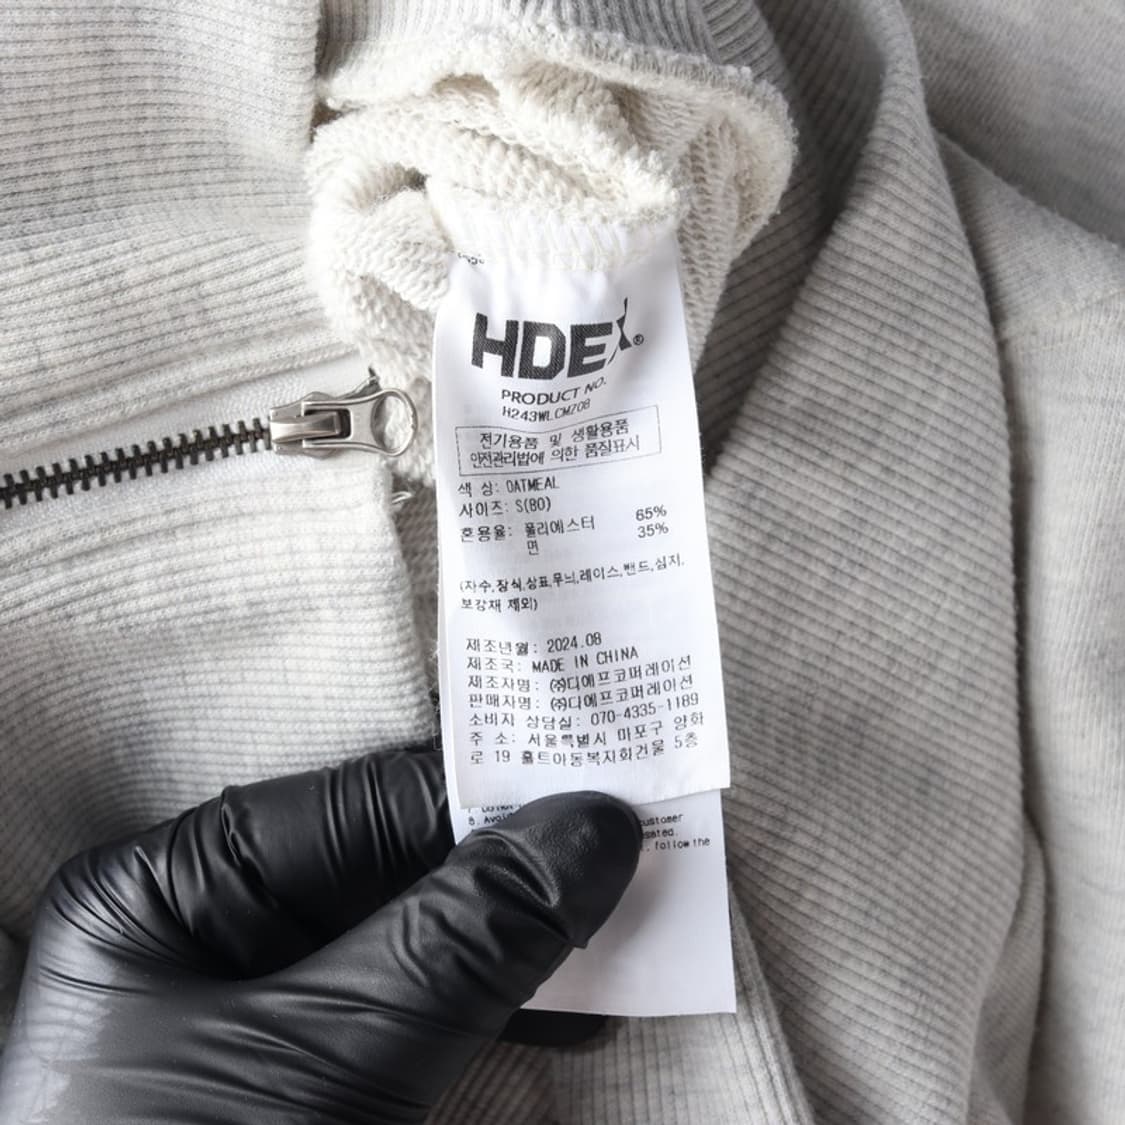 HDEX®
PRODUCT NO.
H243WLCMZ08
전기용품 및 생활용품
안전관리법에 의한 품질표시
색 상: OATMEAL
사이즈: S(80)
혼용율: 폴리에스터 65%
면 35%
(자수,장식,상표,무늬,레이스,밴드,심지,
보강재 제외)
제조년월: 2024.08
제조국: MADE IN CHINA
제조자명: ㈜디에프코퍼레이션
판매자명: ㈜디에프코퍼레이션
소비자 상담실: 070-4335-1189
주 소: 서울특별시 마포구 양화
로 19 홀트아동복지회건물 5층
8. Avoid
customer
follow the